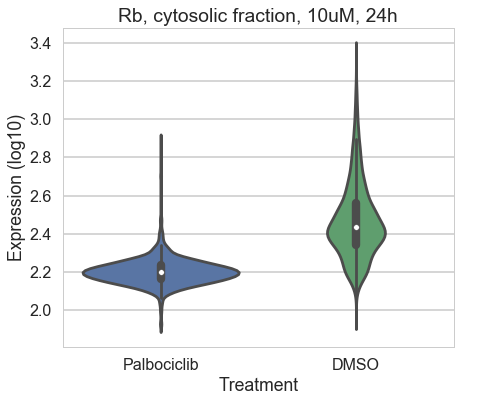 Rb, cytosolic fraction, 10uM, 24h
Expression (log10)
3.4
3.2
3.0
2.8
2.6
2.4
2.2
2.0
Palbociclib DMSO
Treatment